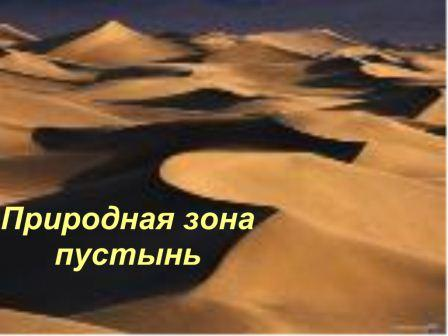 Природная зона
пустынь